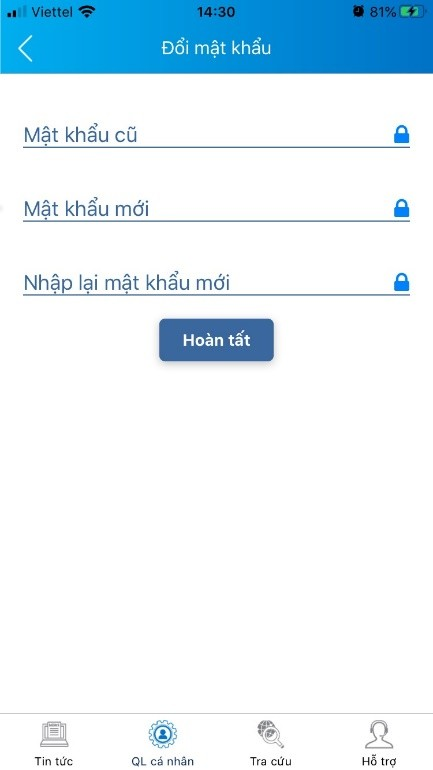 Viettel 14:30 81%
Đổi mật khẩu
Mật khẩu cũ
Mật khẩu mới
Nhập lại mật khẩu mới
Hoàn tất
Tin tức QL cá nhân Tra cứu Hỗ trợ